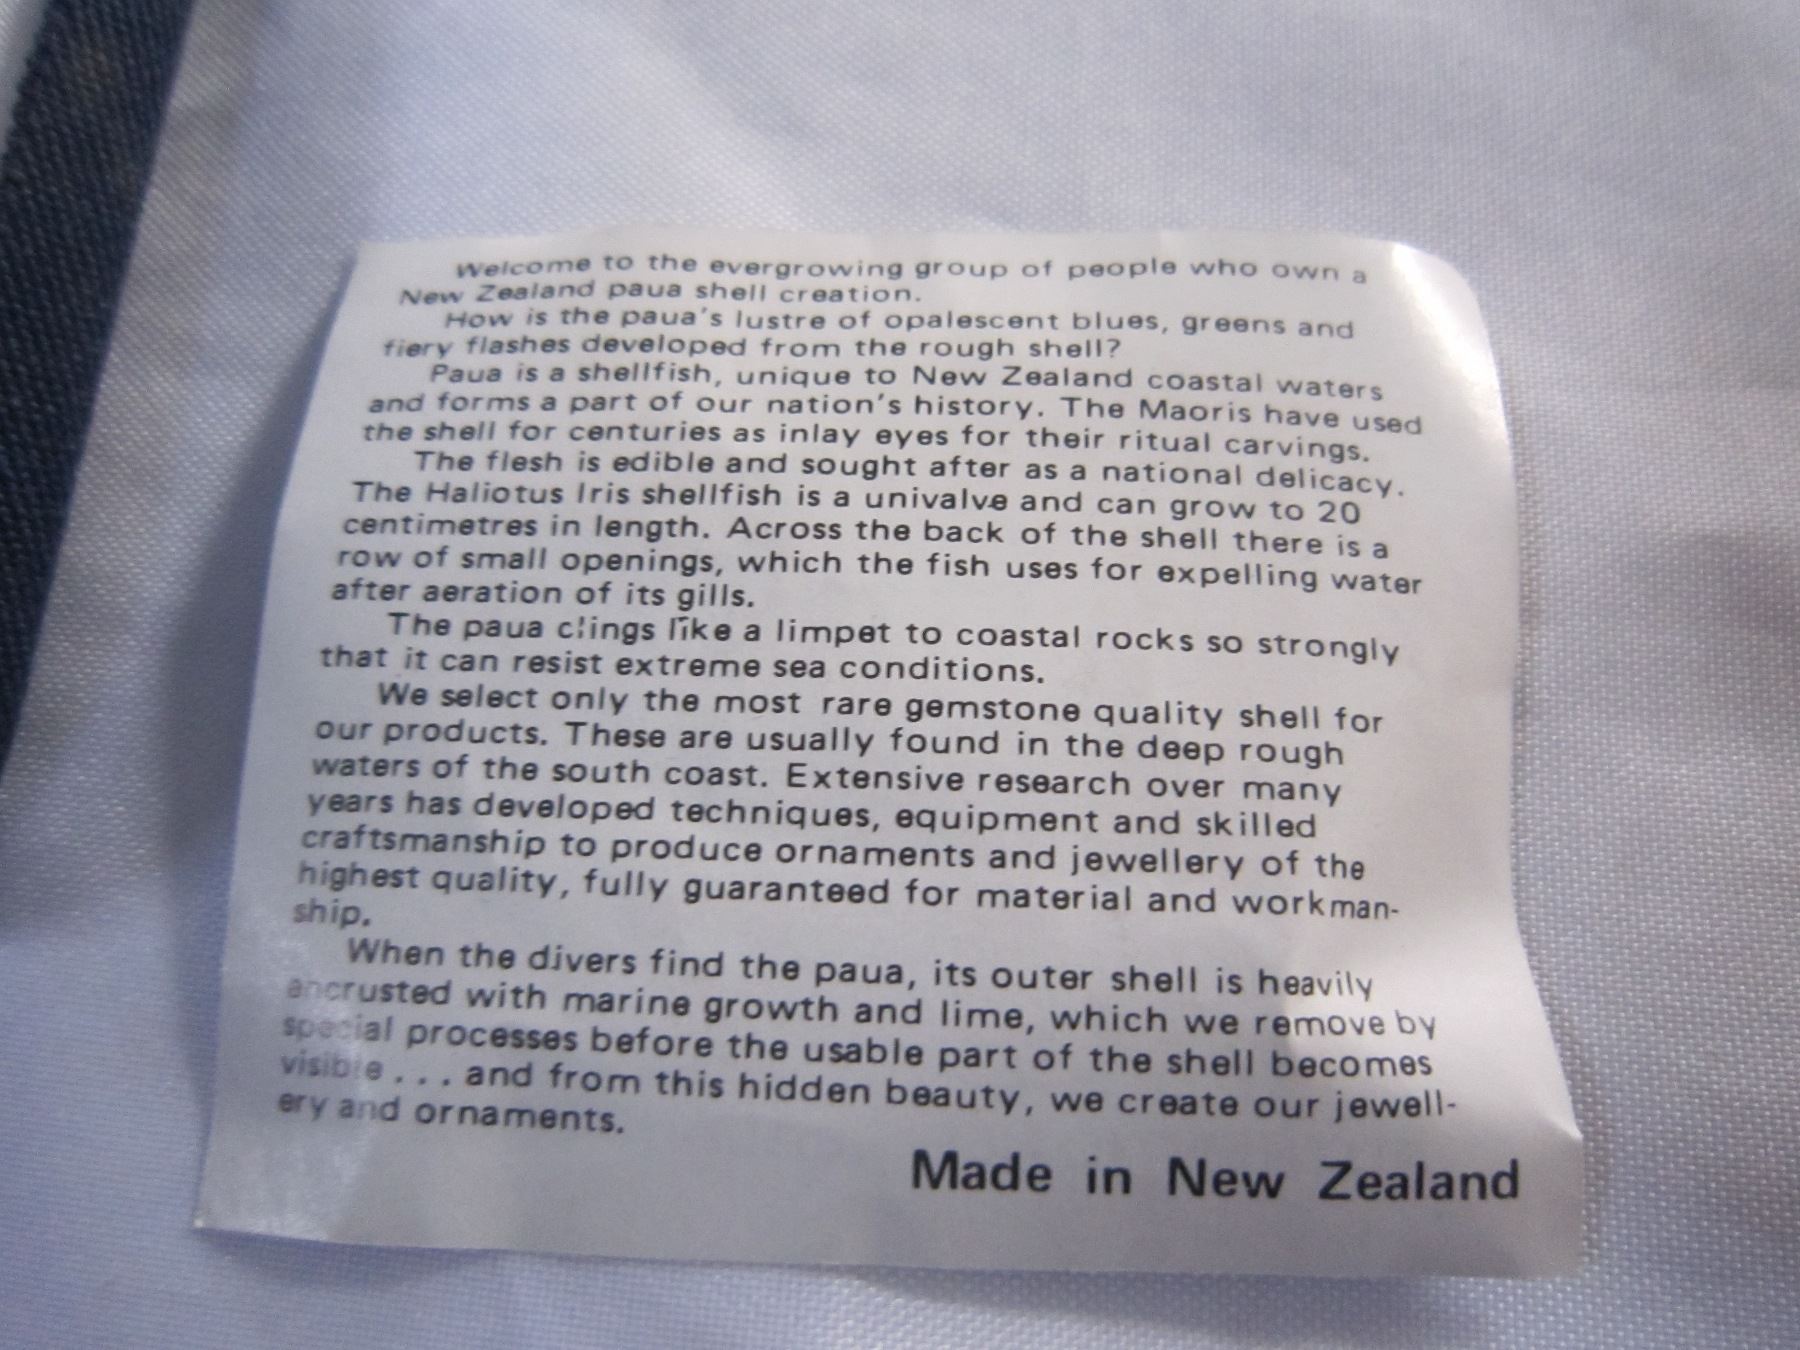 Welcome to the evergrowing group of people who own a
New Zealand paua shell creation.
How is the paua's lustre of opalescent blues, greens and
fiery flashes developed from the rough shell?
Paua is a shellfish, unique to New Zealand coastal waters
and forms a part of our nation's history. The Maoris have used
the shell for centuries as inlay eyes for their ritual carvings.
The flesh is edible and sought after as a national delicacy.
The Haliotus Iris shellfish is a univalve and can grow to 20
centimetres in length. Across the back of the shell there is a
row of small openings, which the fish uses for expelling water
after aeration of its gills.
The paua clings like a limpet to coastal rocks so strongly
that it can resist extreme sea conditions.
We select only the most rare gemstone quality shell for
our products. These are usually found in the deep rough
waters of the south coast. Extensive research over many
years has developed techniques, equipment and skilled
craftsmanship to produce ornaments and jewellery of the
highest quality, fully guaranteed for material and workman-
ship.
When the divers find the paua, its outer shell is heavily
encrusted with marine growth and lime, which we remove by
special processes before the usable part of the shell becomes
visible . . . and from this hidden beauty, we create our jewell-
ery and ornaments.
Made in New Zealand